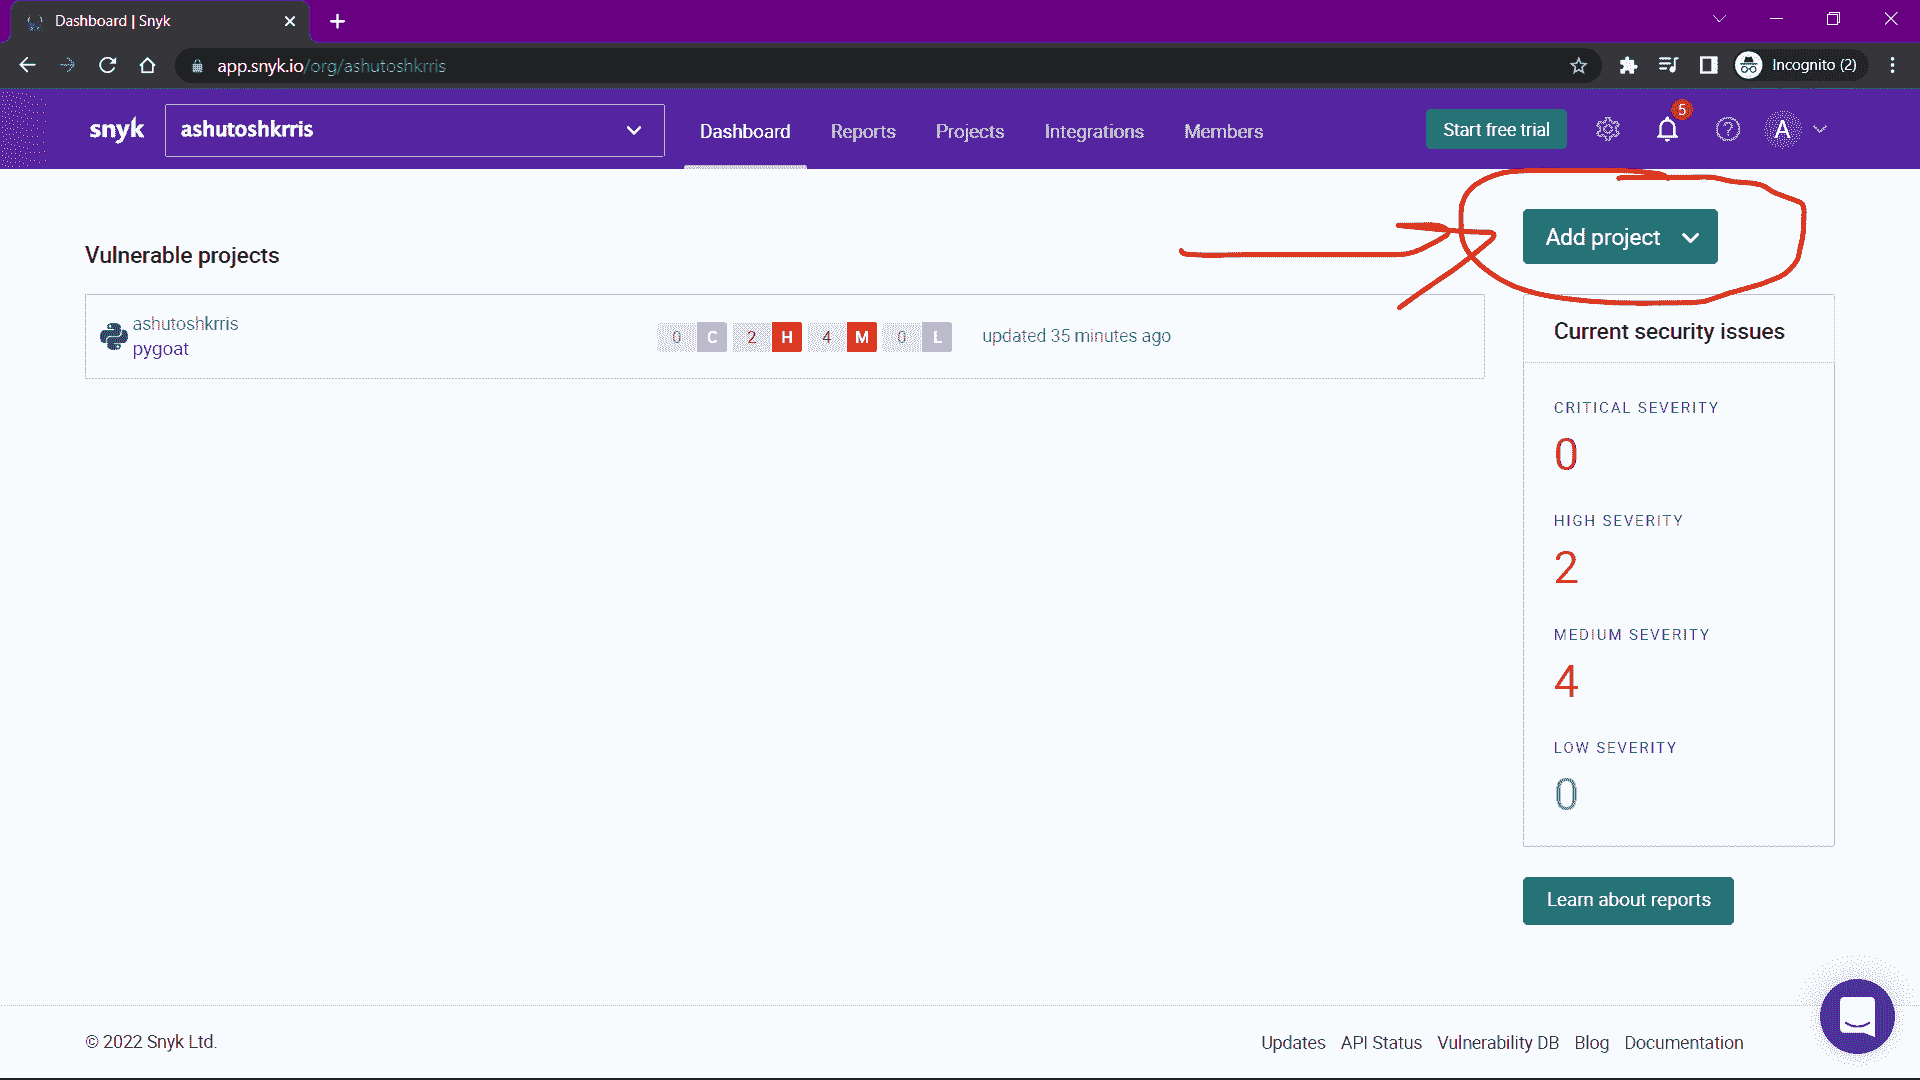 Dashboard | Snyk
app.snyk.io/org/ashutoshkrris
Incognito (2)
snyk
ashutoshkrris
Dashboard
Reports
Projects
Integrations
Members
Start free trial
5
A
Add project
Vulnerable projects
ashutoshkrris
pygoat
0 C 2 H 4 M 0 L
updated 35 minutes ago
Current security issues
CRITICAL SEVERITY
0
HIGH SEVERITY
2
MEDIUM SEVERITY
4
LOW SEVERITY
0
Learn about reports
© 2022 Snyk Ltd.
Updates
API Status
Vulnerability DB
Blog
Documentation